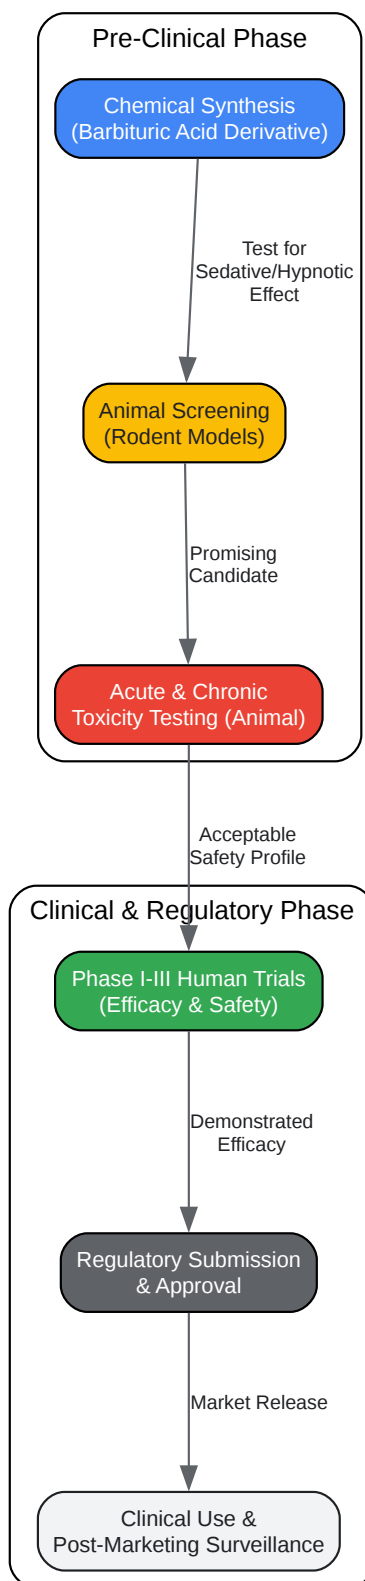 Pre-Clinical Phase
Chemical Synthesis
(Barbituric Acid Derivative)
Test for
Sedative/Hypnotic
Effect
Animal Screening
(Rodent Models)
Promising
Candidate
Acute & Chronic
Toxicity Testing (Animal)
Acceptable
Safety Profile
Clinical & Regulatory Phase
Phase I-III Human Trials
(Efficacy & Safety)
Demonstrated
Efficacy
Regulatory Submission
& Approval
Market Release
Clinical Use &
Post-Marketing Surveillance